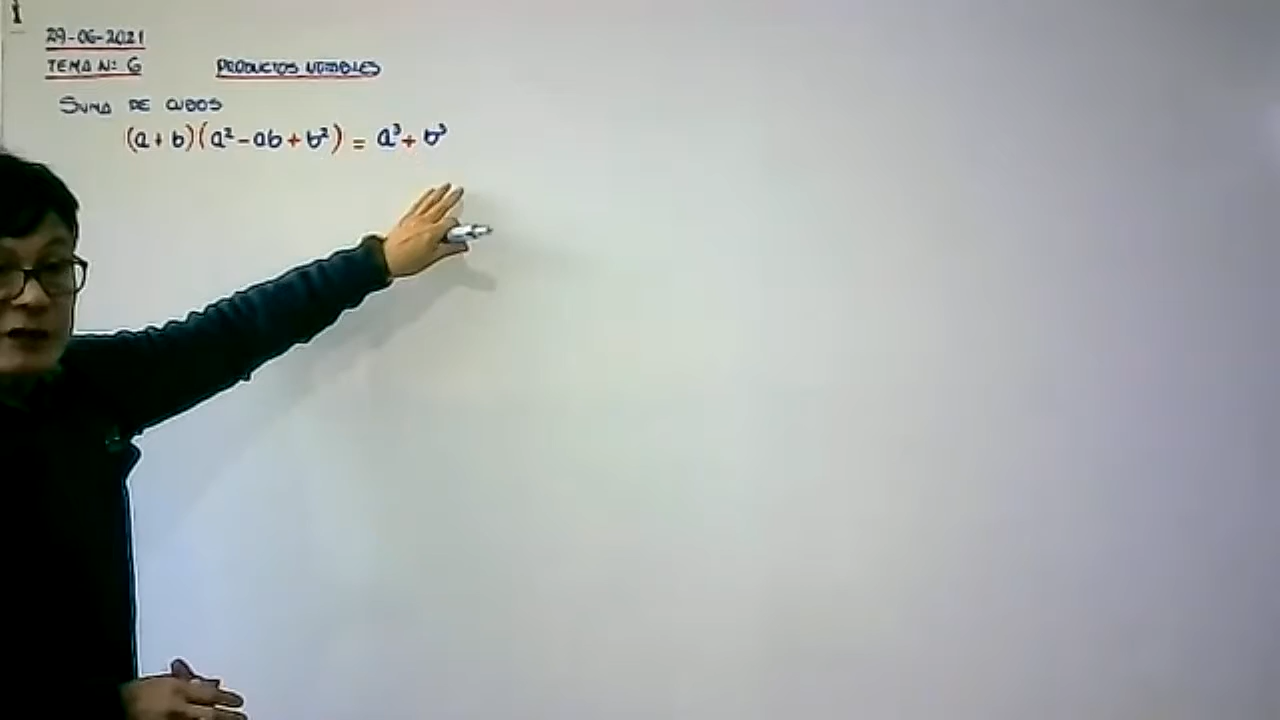 29-06-2021
TEMA N: 6 PRODUCTOS NOTABLES
SUMA DE CUBOS
(a + b)(a² - ab + b²) = a³ + b³